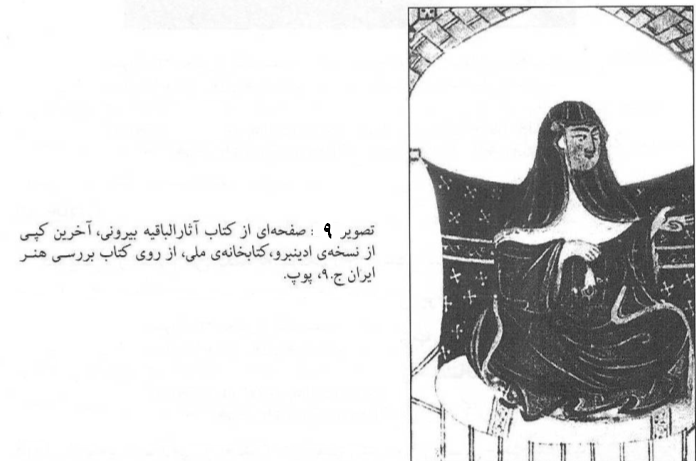 تصویر ۹ : صفحه‌ای از کتاب آثارالباقیه بیرونی، آخرین کپی
از نسخه‌ی ادینبرو،کتابخانه‌ی ملی، از روی کتاب بررسی هنر
ایران ج.۹، پوپ.